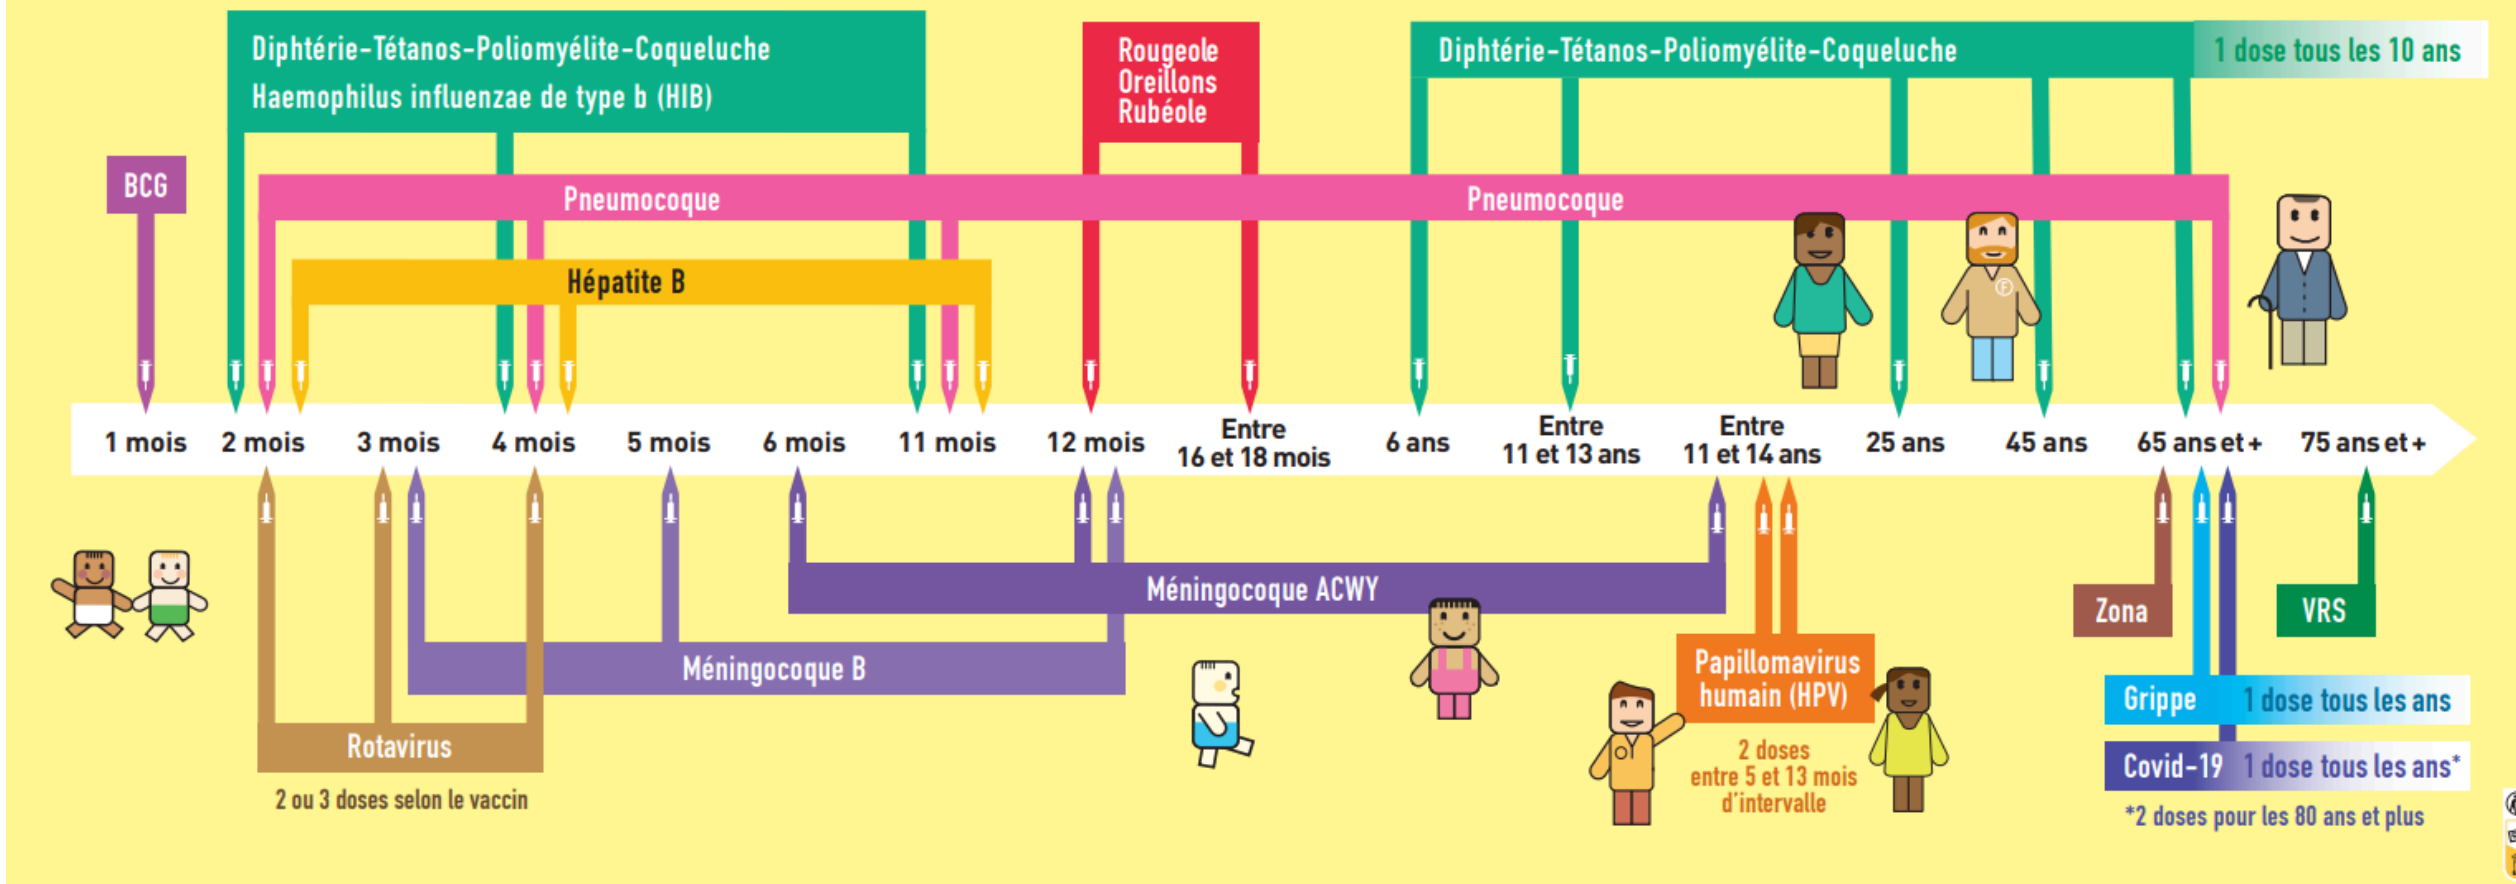 Diphtérie-Tétanos-Poliomyélite-Coqueluche
Haemophilus influenzae de type b (HIB)
Rougeole
Oreillons
Rubéole
Diphtérie-Tétanos-Poliomyélite-Coqueluche
1 dose tous les 10 ans
BCG
Pneumocoque
Pneumocoque
Hépatite B
F
1 mois
2 mois
3 mois
4 mois
5 mois
6 mois
11 mois
12 mois
Entre
16 et 18 mois
6 ans
Entre
11 et 13 ans
Entre
11 et 14 ans
25 ans
45 ans
65 ans et +
75 ans et +
Méningocoque ACWY
Méningocoque B
Rotavirus
2 ou 3 doses selon le vaccin
Papillomavirus
humain (HPV)
2 doses
entre 5 et 13 mois
d'intervalle
Zona
VRS
Grippe 1 dose tous les ans
Covid-19 1 dose tous les ans*
*2 doses pour les 80 ans et plus